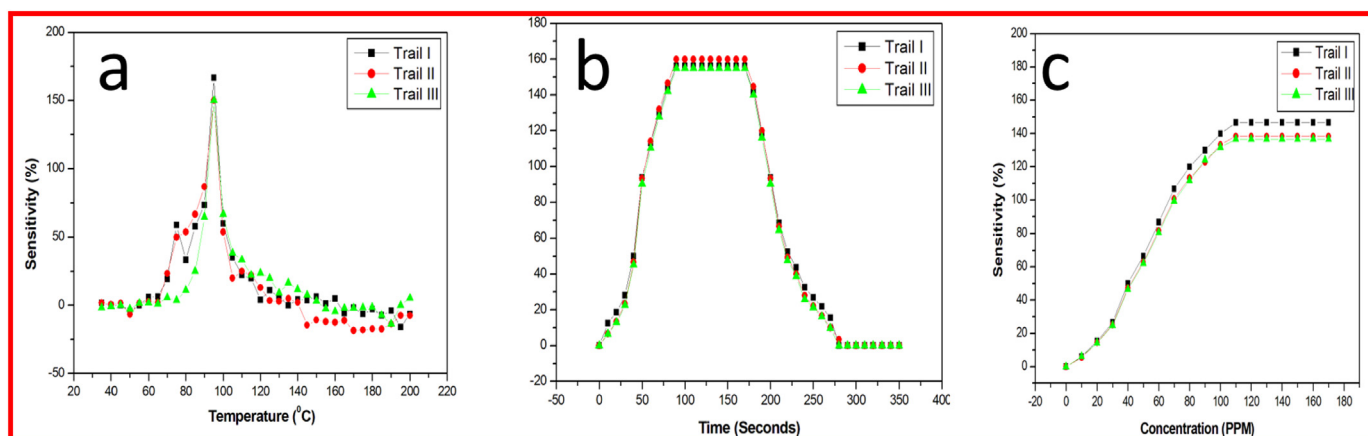 a
Trail I
Trail II
Trail III
200
150
100
50
0
-50
20 40 60 80 100 120 140 160 180 200 220
Sensitivity (%)
Temperature (⁰C)
b
Trail I
Trail II
Trail III
180
160
140
120
100
80
60
40
20
0
-20
-50 0 50 100 150 200 250 300 350 400
Time (Seconds)
c
Trail I
Trail II
Trail III
200
180
160
140
120
100
80
60
40
20
0
0 20 40 60 80 100 120 140 160 180
Sensitivity (%)
Concentration (PPM)